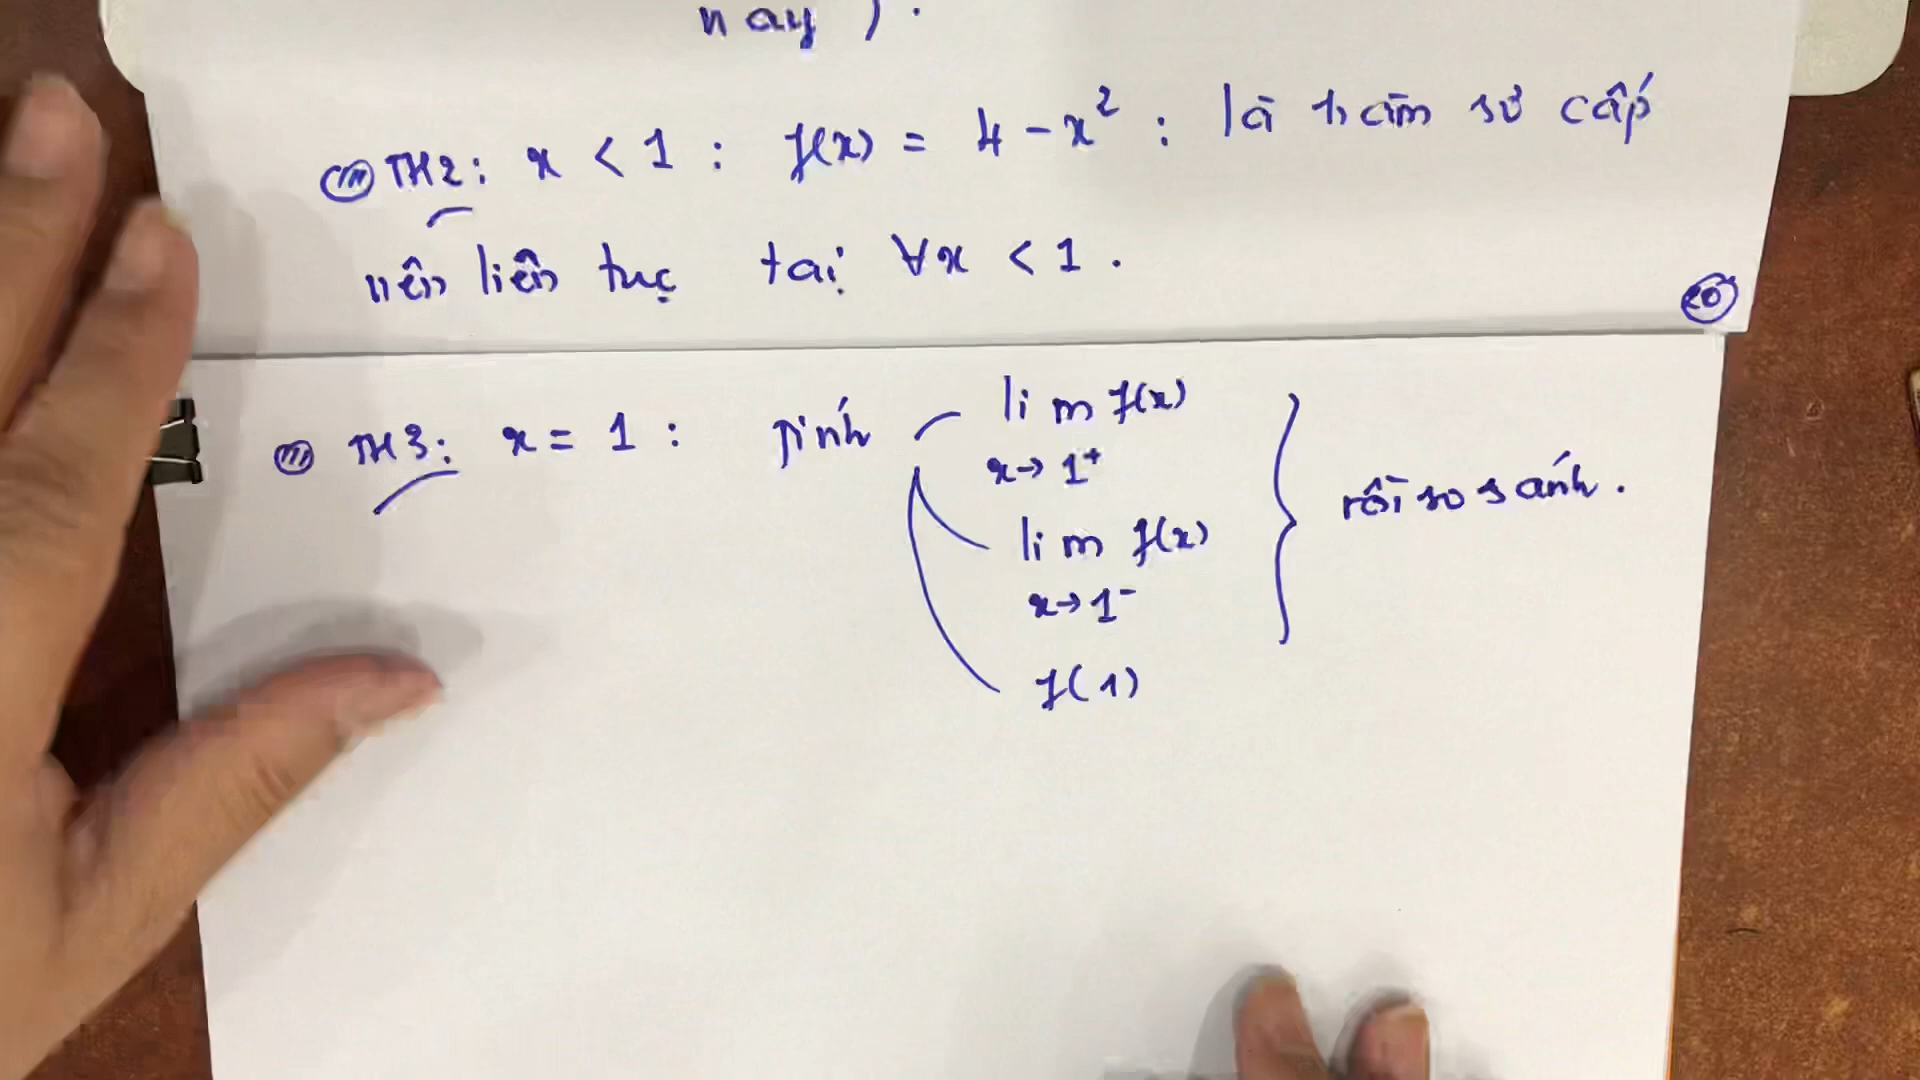 này).
TH2: x < 1 : f(x) = 4 - x² : là hàm sơ cấp
nên liên tục tại ∀x < 1.
20
TH3: x = 1 : Tính lim f(x)
x→1⁺
lim f(x)
x→1⁻
rồi so sánh.
f(1)